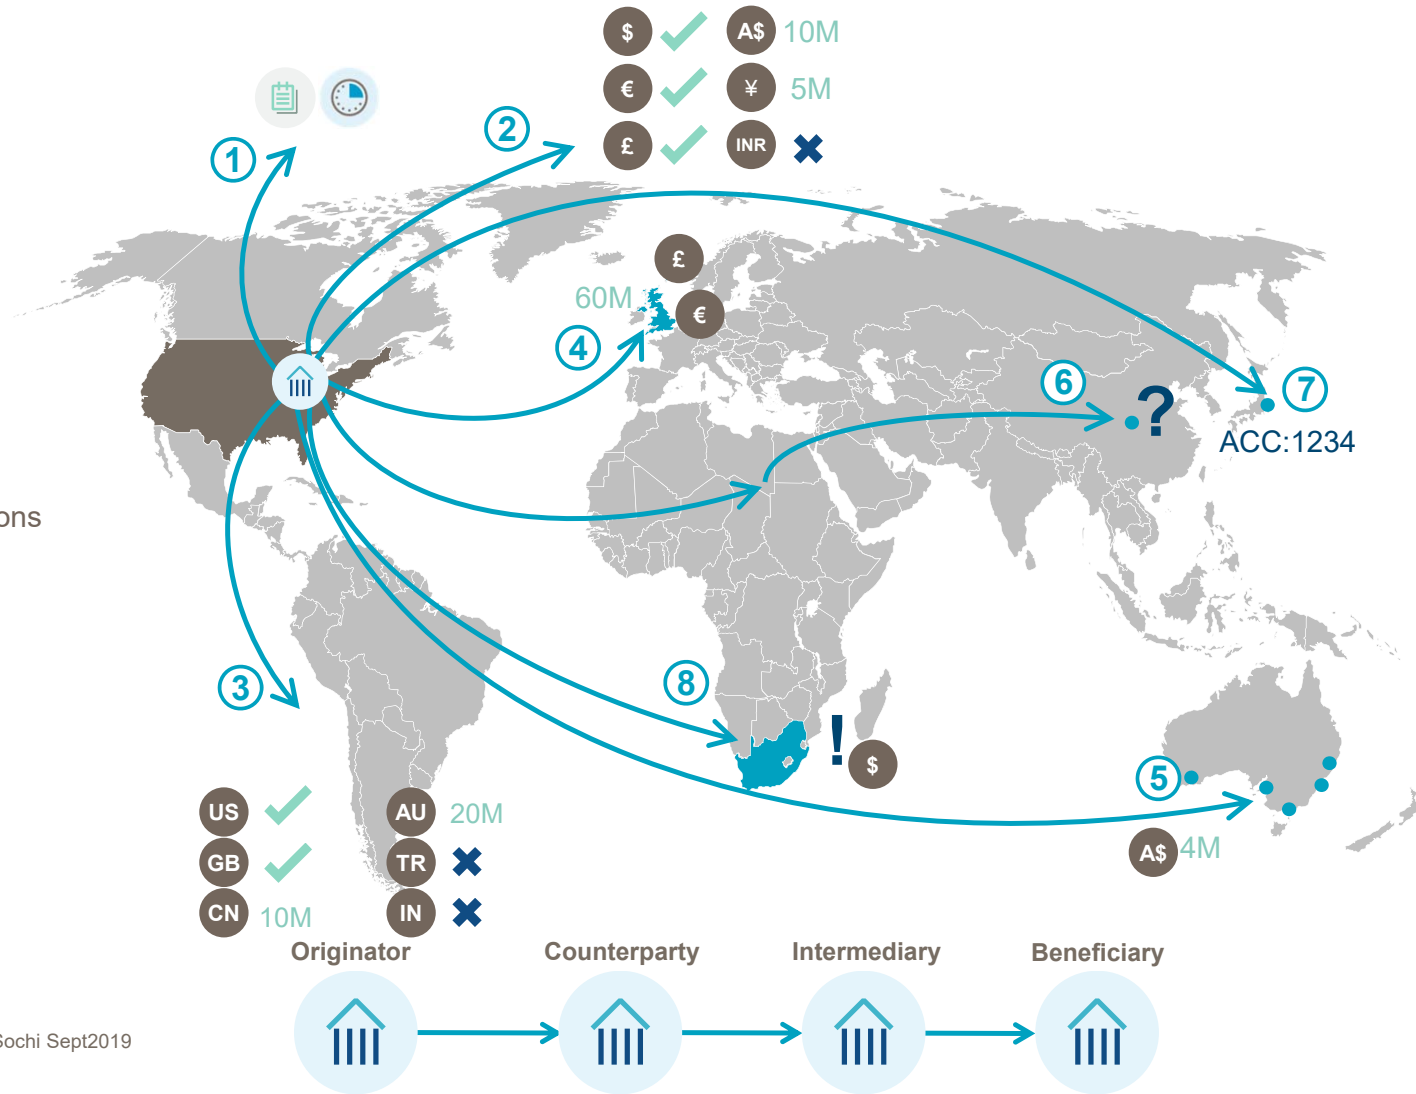 $ A$ 10M
€ ¥ 5M
£ INR
1
2
£
60M
€
4
6
?
7
ACC:1234
ons
3
8
!
$
5
A$ 4M
US AU 20M
GB TR
CN 10M IN
Originator Counterparty Intermediary Beneficiary
Sochi Sept2019